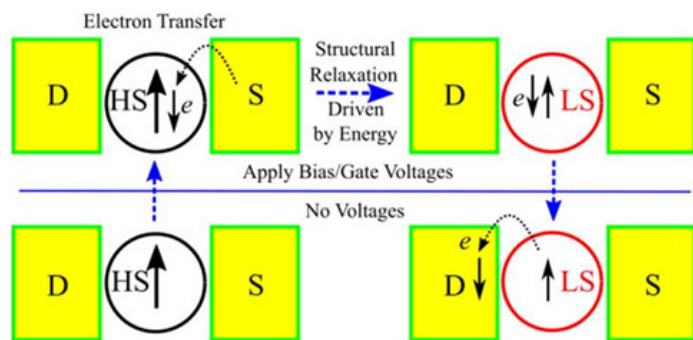 Electron Transfer
D HS e S
Structural
Relaxation
Driven
by Energy
D e LS S
Apply Bias/Gate Voltages
No Voltages
D HS S
e
D LS S